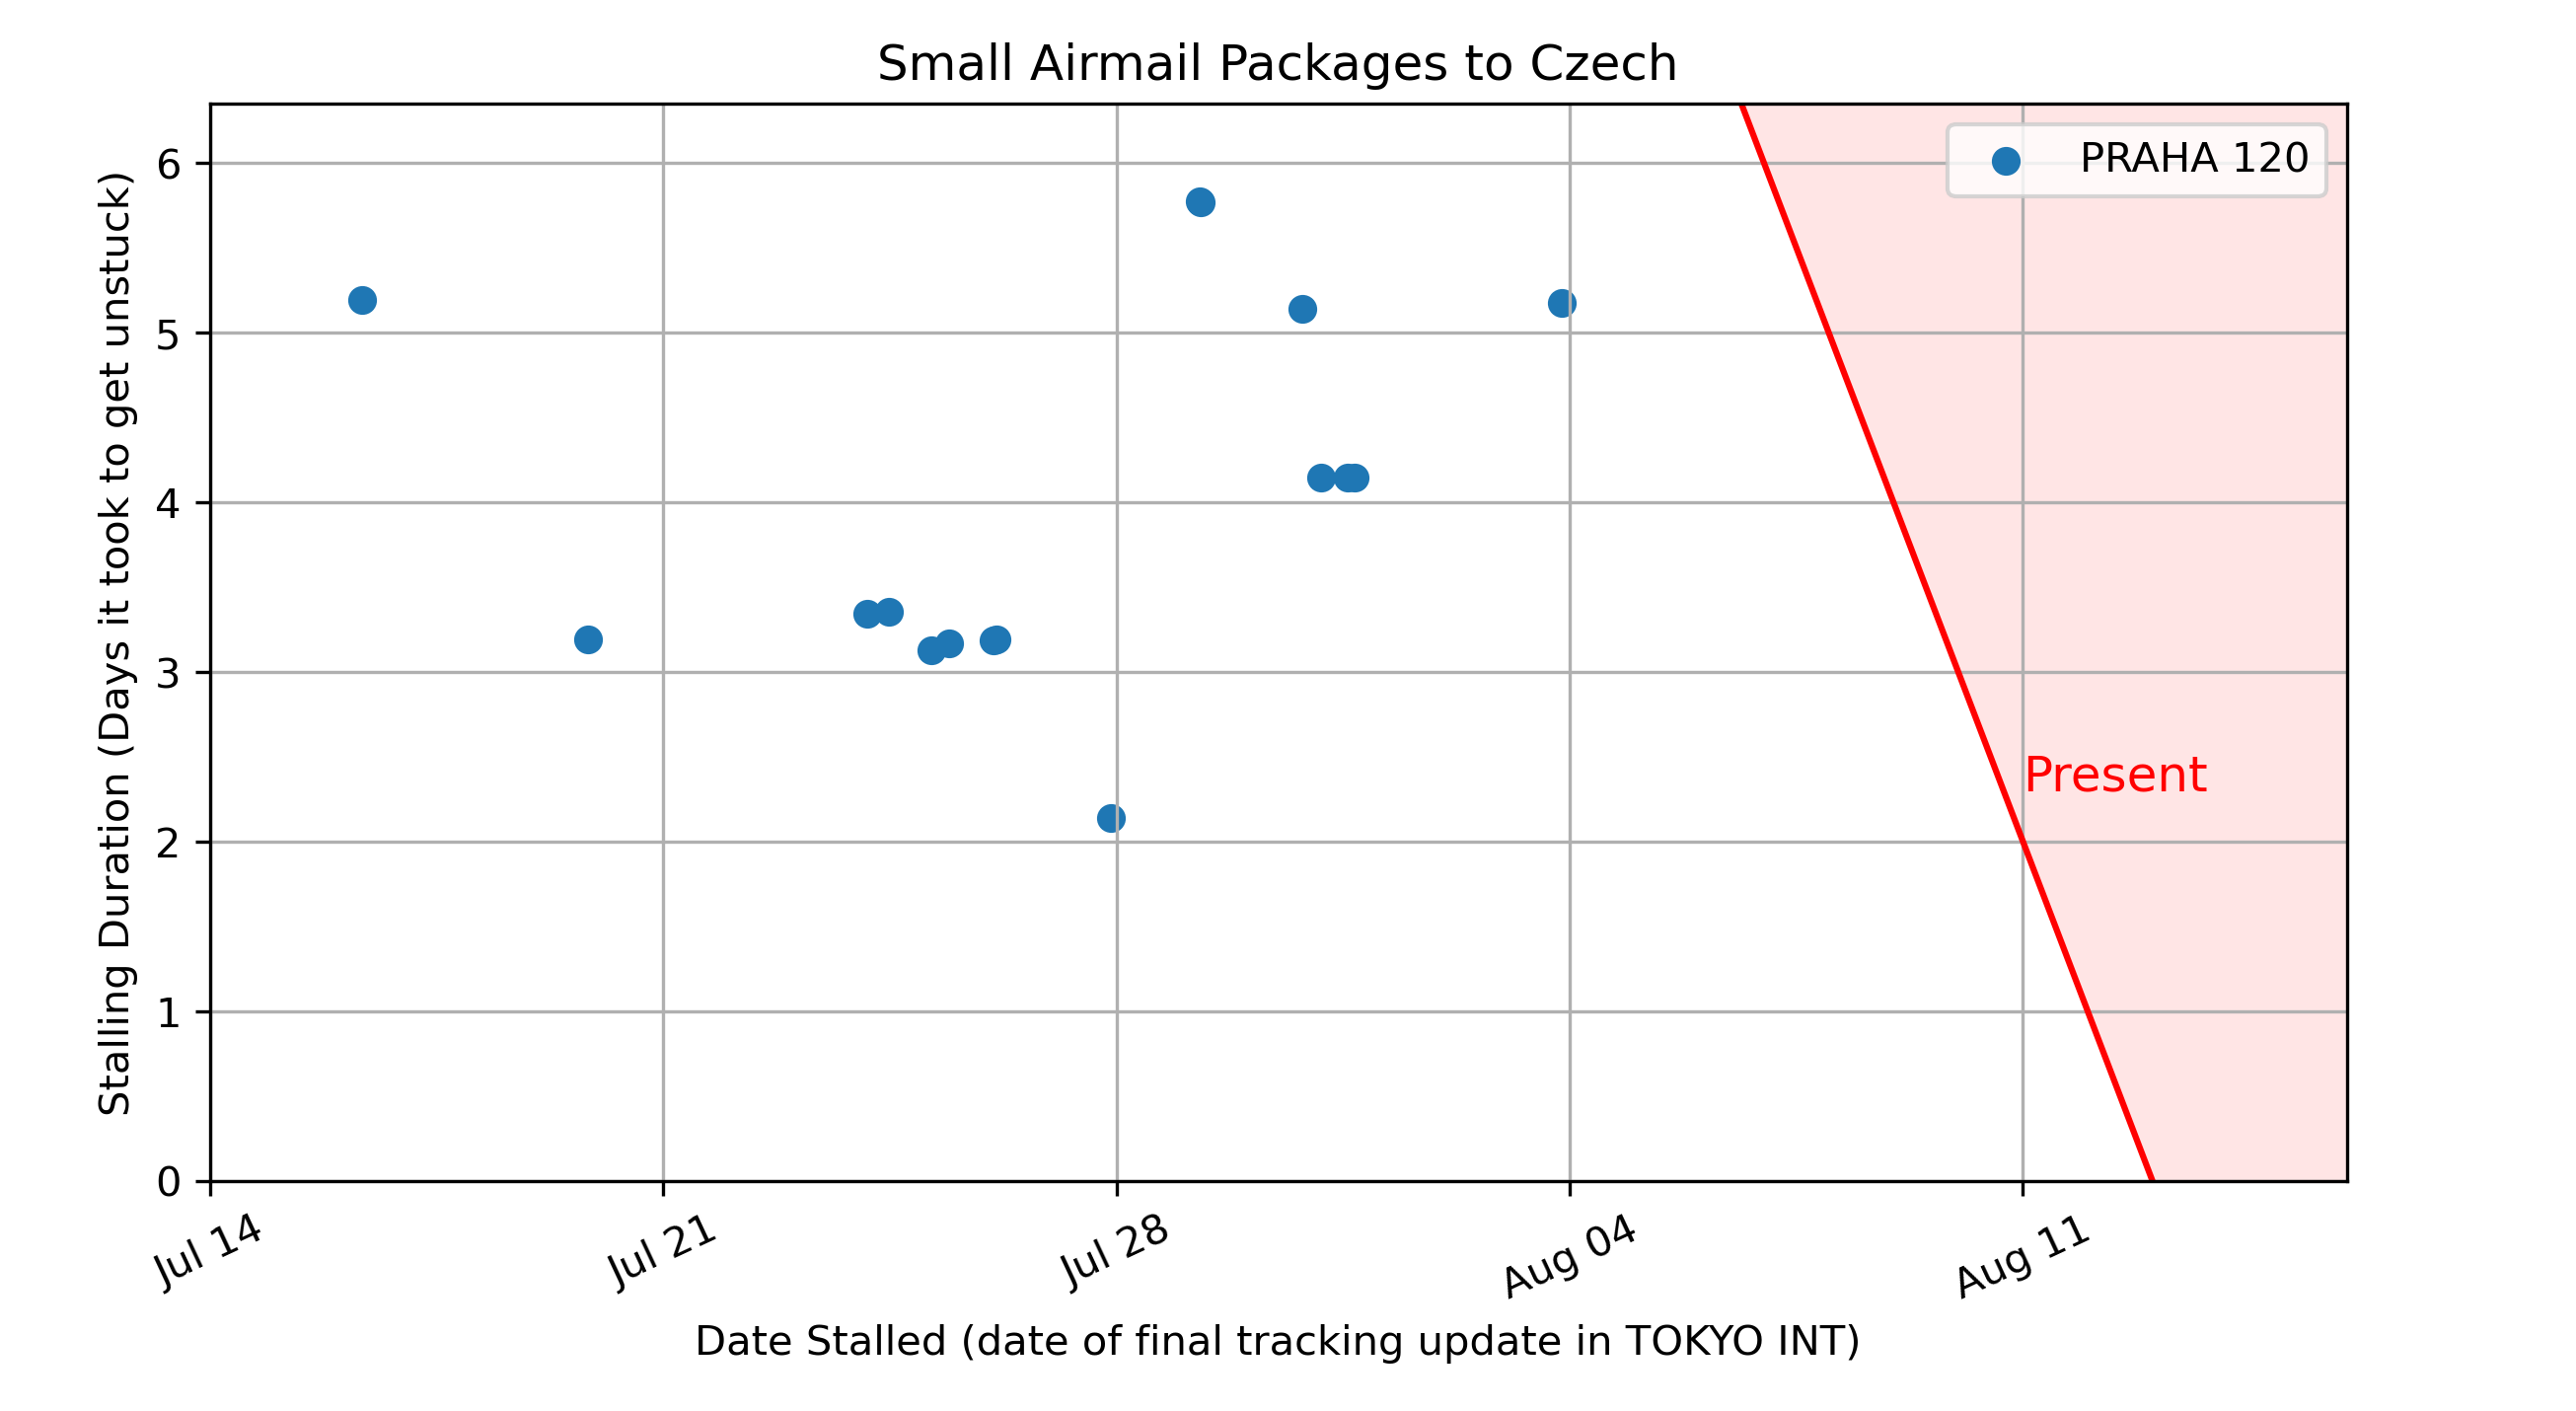 Small Airmail Packages to Czech
PRAHA 120
Stalling Duration (Days it took to get unstuck)
6
5
4
3
2
1
0
Present
Jul 14
Jul 21
Jul 28
Aug 04
Aug 11
Date Stalled (date of final tracking update in TOKYO INT)